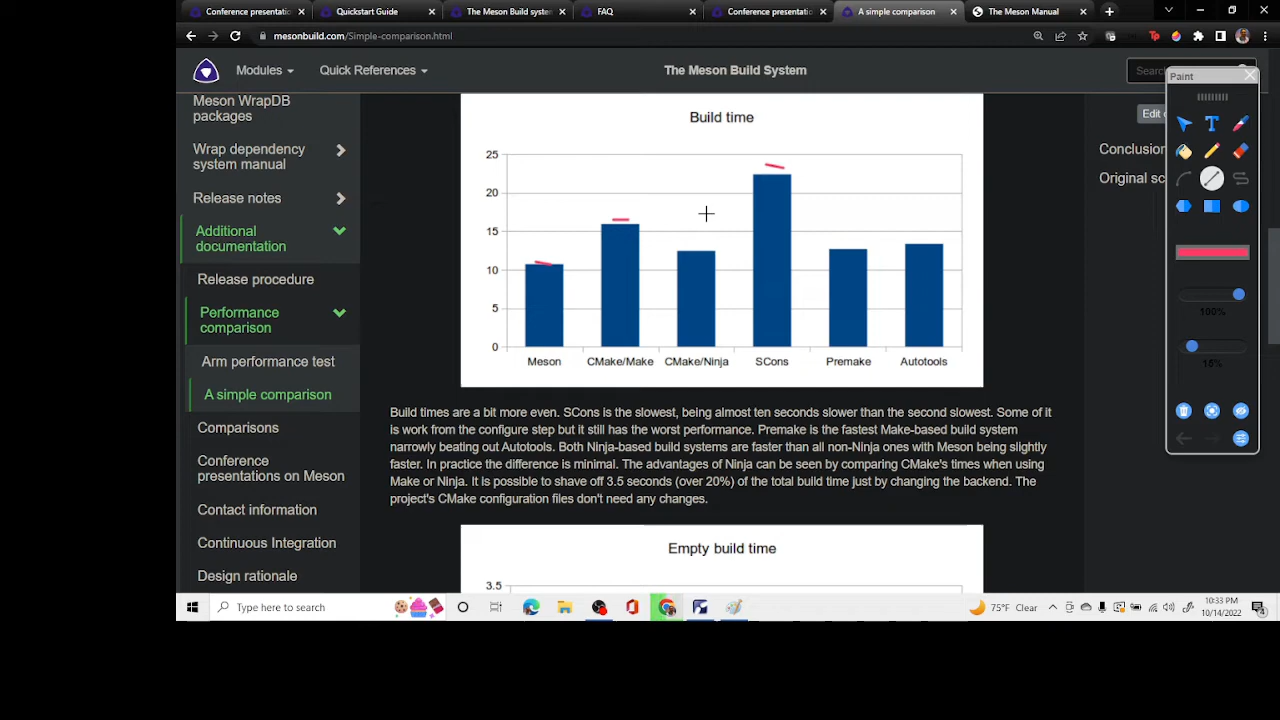 Conference presentatio
Quickstart Guide
The Meson Build syste
FAQ
Conference presentati
A simple comparison
The Meson Manual
mesonbuild.com/Simple-comparison.html
Modules
Quick References
The Meson Build System
Sear
Paint
Meson WrapDB
packages
Wrap dependency
system manual
Release notes
Additional
documentation
Release procedure
Performance
comparison
Arm performance test
A simple comparison
Comparisons
Conference
presentations on Meson
Contact information
Continuous Integration
Design rationale
Build time
25
20
15
10
5
0
Meson
CMake/Make
CMake/Ninja
SCons
Premake
Autotools
Build times are a bit more even. SCons is the slowest, being almost ten seconds slower than the second slowest. Some of it
is work from the configure step but it still has the worst performance. Premake is the fastest Make-based build system
narrowly beating out Autotools. Both Ninja-based build systems are faster than all non-Ninja ones with Meson being slightly
faster. In practice the difference is minimal. The advantages of Ninja can be seen by comparing CMake's times when using
Make or Ninja. It is possible to shave off 3.5 seconds (over 20%) of the total build time just by changing the backend. The
project's CMake configuration files don't need any changes.
Empty build time
3.5
Edit
Conclusion
Original sc
T
100%
16%
Type here to search
75°F Clear
10:33 PM
10/14/2022